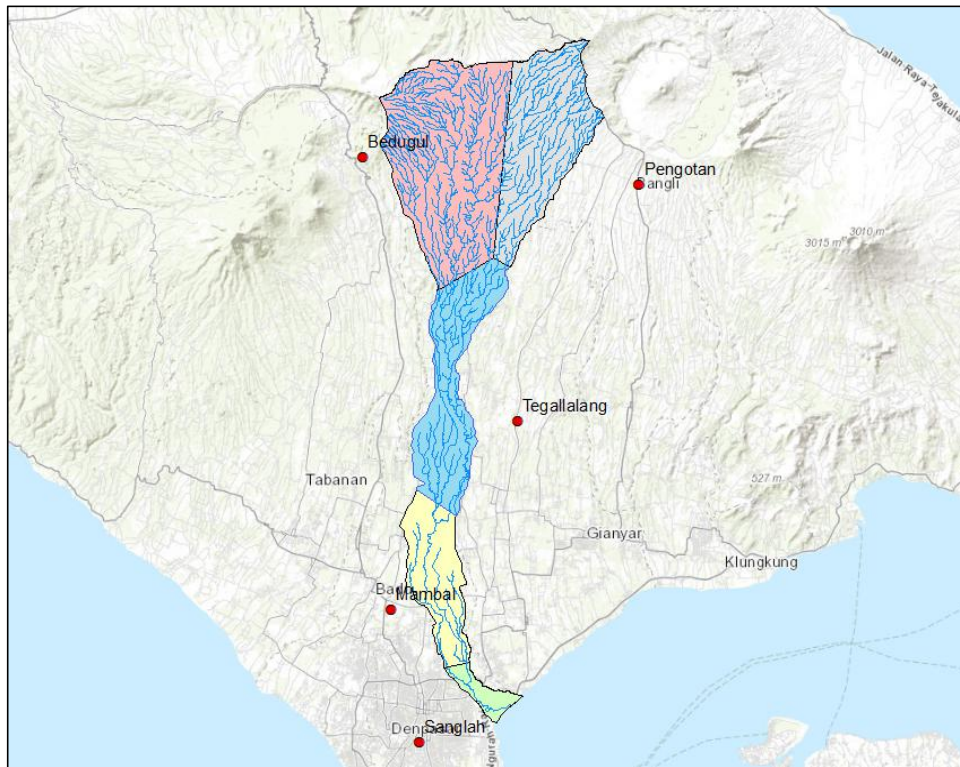 Jalan-Raya-Tejakula
Bedugul
Pengotan
Bangli
3010 m
3015 m
Tegallalang
Tabanan
527 m
Gianyar
Klungkung
Mambal
Sanglah